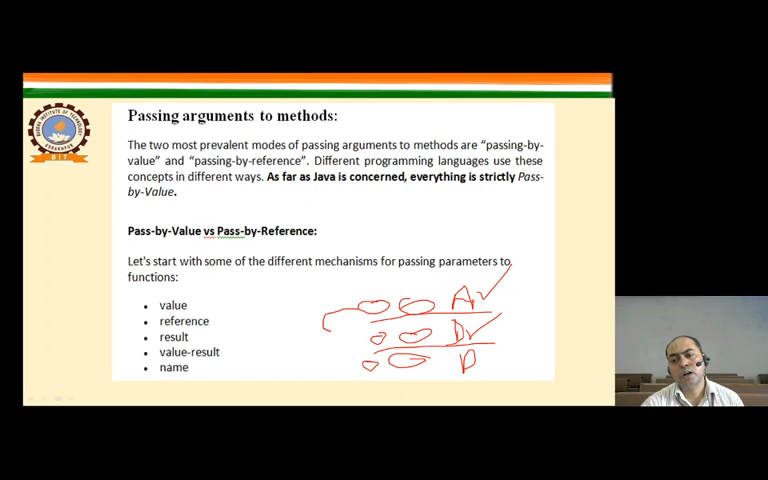 Passing arguments to methods:
The two most prevalent modes of passing arguments to methods are “passing-by-
value” and “passing-by-reference”. Different programming languages use these
concepts in different ways. As far as Java is concerned, everything is strictly Pass-
by-Value.
Pass-by-Value vs Pass-by-Reference:
Let's start with some of the different mechanisms for passing parameters to
functions:
• value
• reference
• result
• value-result
• name
B I T